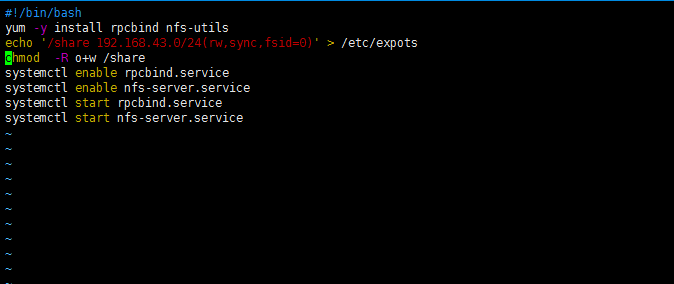 #!/bin/bash
yum -y install rpcbind nfs-utils
echo '/share 192.168.43.0/24(rw,sync,fsid=0)' > /etc/expots
chmod  -R o+w /share
systemctl enable rpcbind.service
systemctl enable nfs-server.service
systemctl start rpcbind.service
systemctl start nfs-server.service
~
~
~
~
~
~
~
~
~
~
~